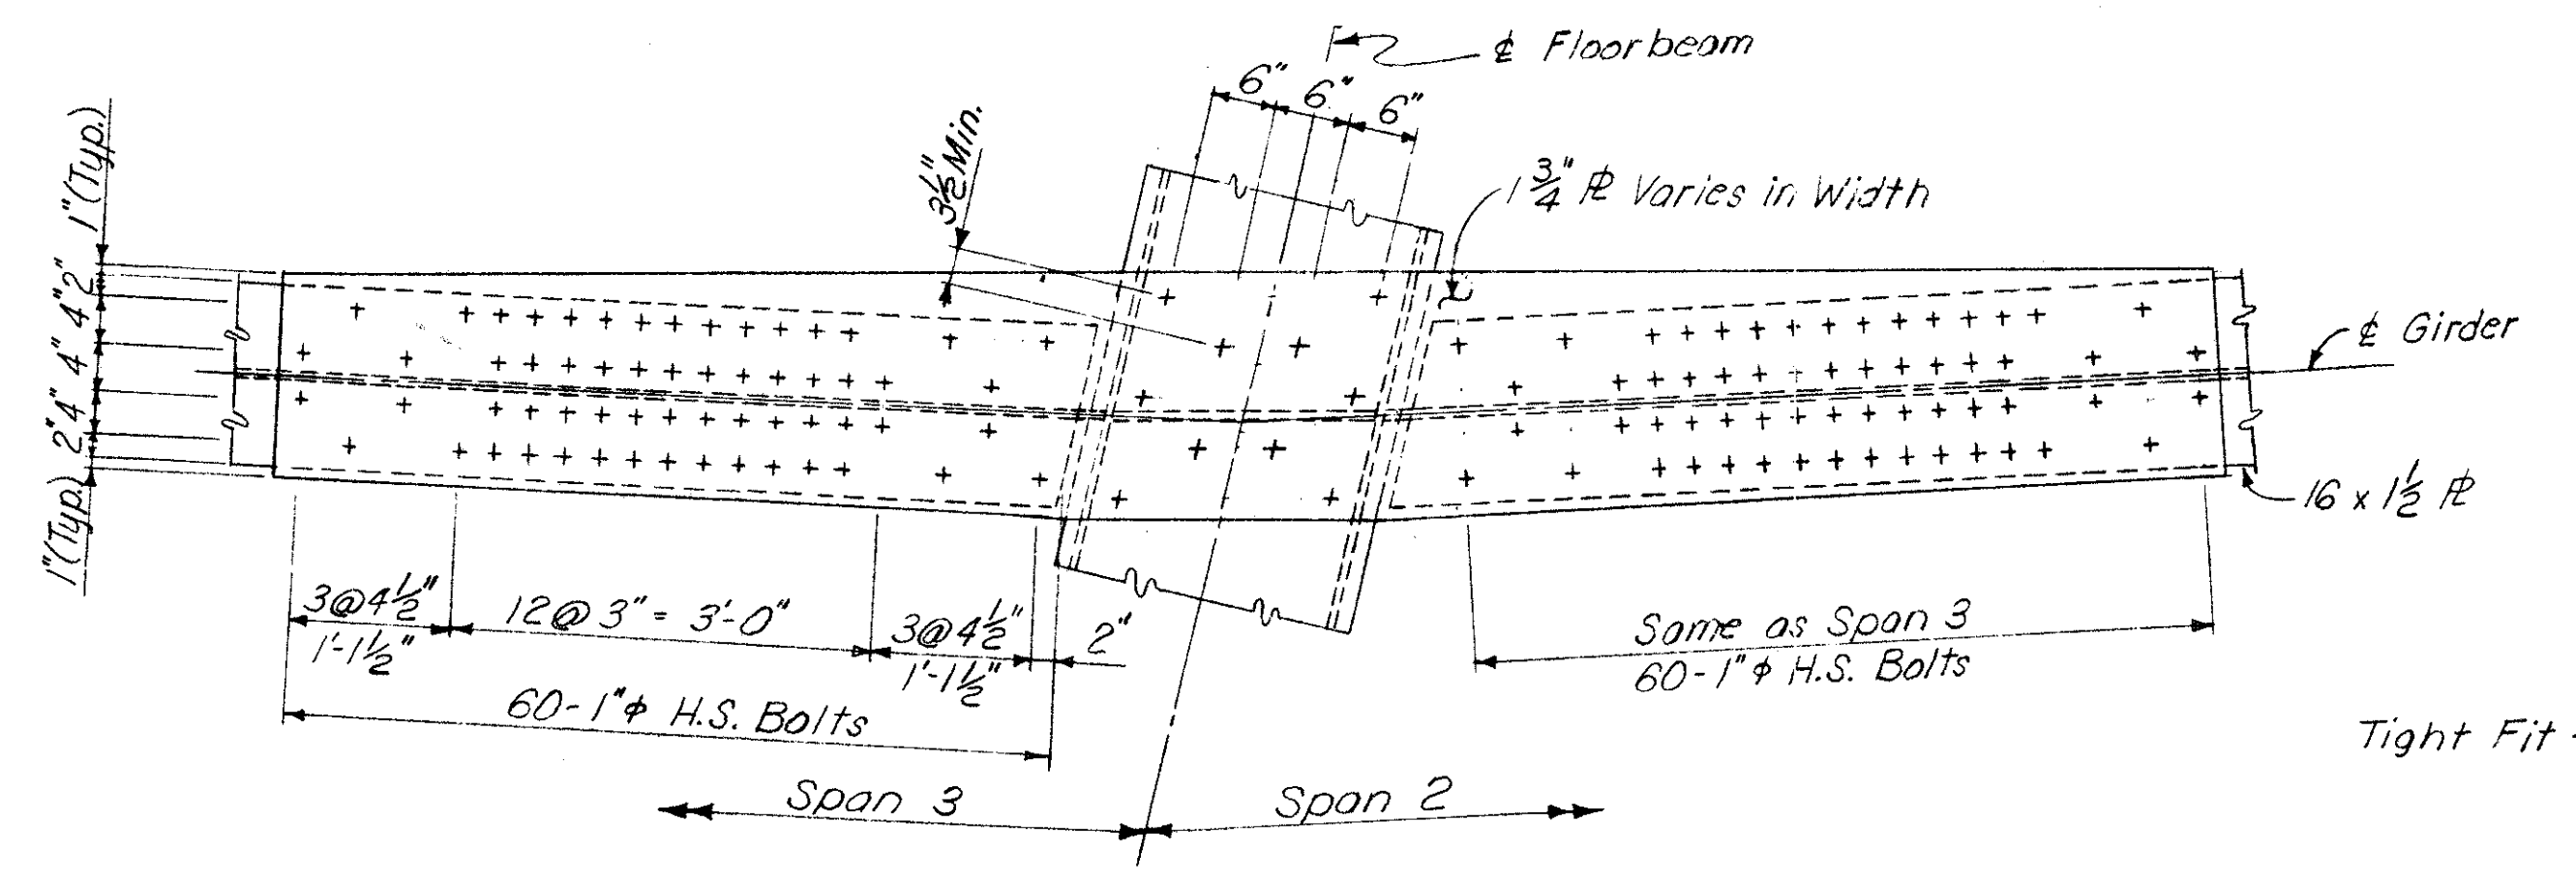 ₵ Floorbeam
6" 6" 6"
3½" Min.
1¾" ⅊ Varies in Width
1"(Typ.)
2"
4"
4"
4"
2"
1"(Typ.)
₵ Girder
16 x 1½ ⅊
3@4½"
1'-1½"
12@3" = 3'-0"
3@4½"
1'-1½"
2"
60-1"φ H.S. Bolts
Same as Span 3
60-1"φ H.S. Bolts
Tight Fit
Span 3
Span 2